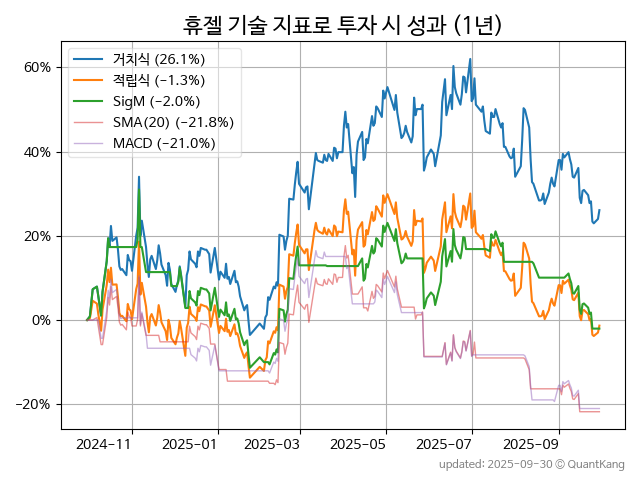 휴젤 기술 지표로 투자 시 성과 (1년)
거치식 (26.1%)
적립식 (−1.3%)
SigM (−2.0%)
SMA(20) (−21.8%)
MACD (−21.0%)
60%
40%
20%
0%
−20%
2024-11
2025-01
2025-03
2025-05
2025-07
2025-09
updated: 2025-09-30 © QuantKang